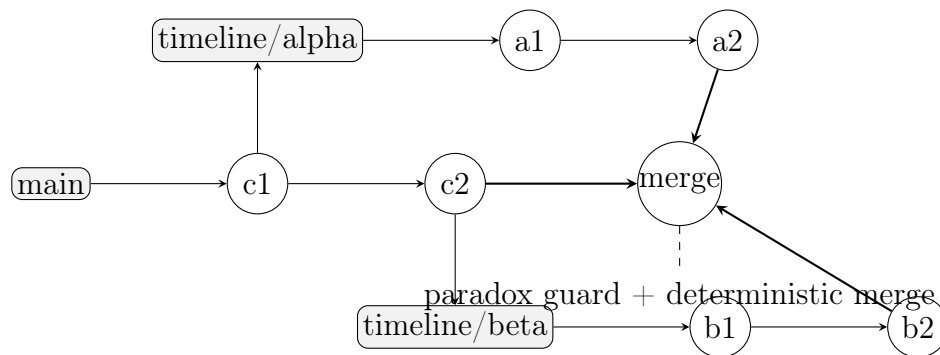 timeline/alpha
a1
a2
main
c1
c2
merge
paradox guard + deterministic merge
timeline/beta
b1
b2